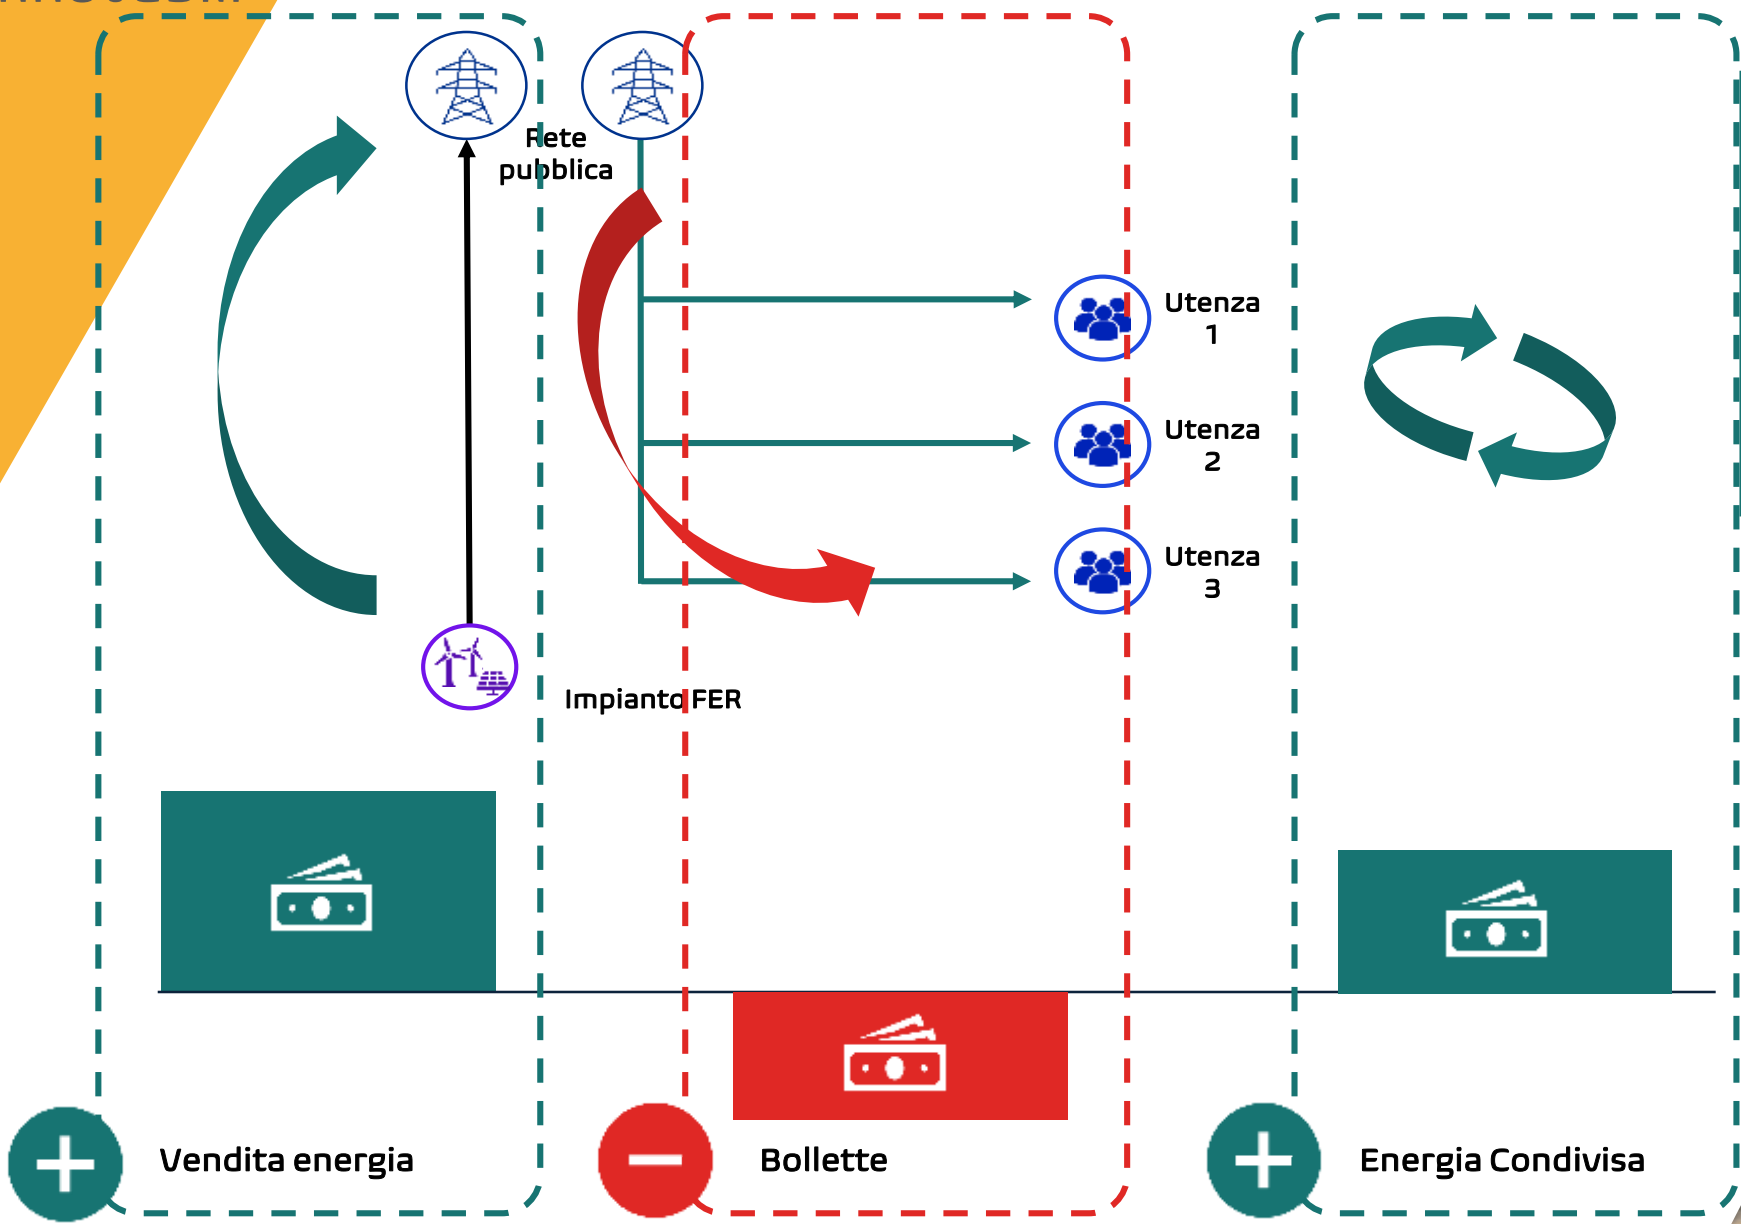 Rete
pubblica
Utenza
1
Utenza
2
Utenza
3
Impianto FER
Vendita energia
Bollette
Energia Condivisa